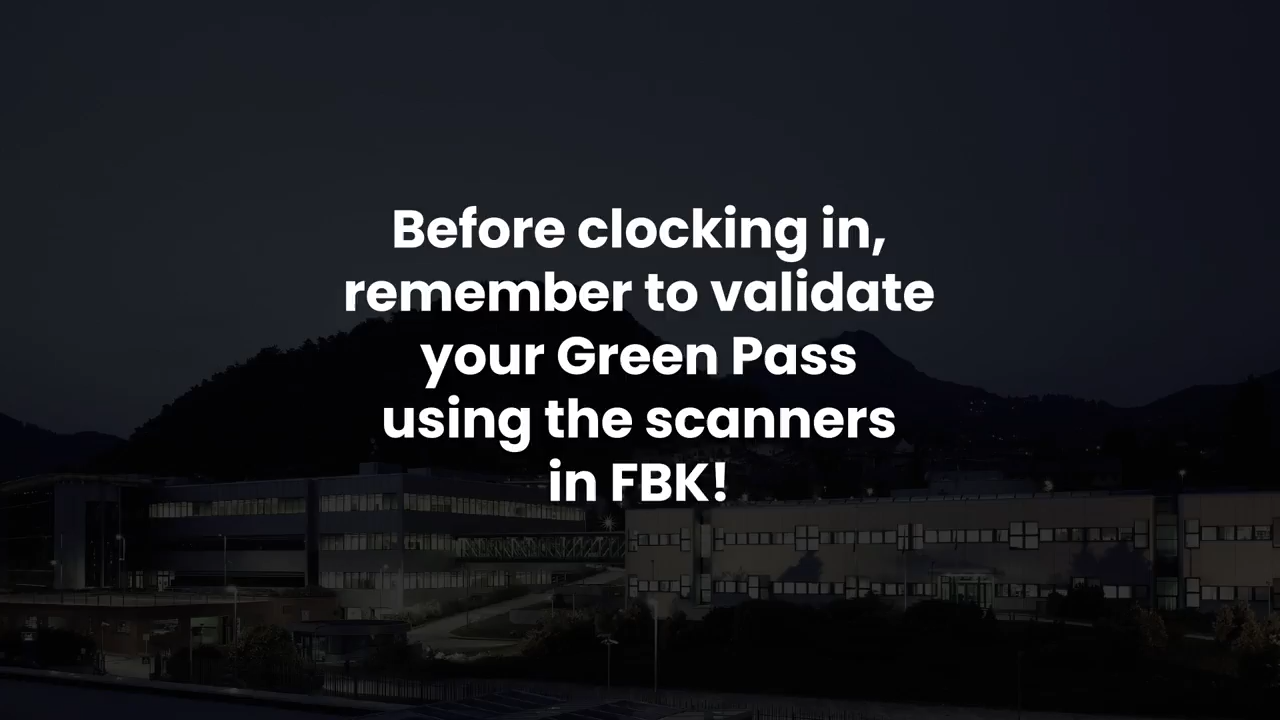 Before clocking in,
remember to validate
your Green Pass
using the scanners
in FBK!